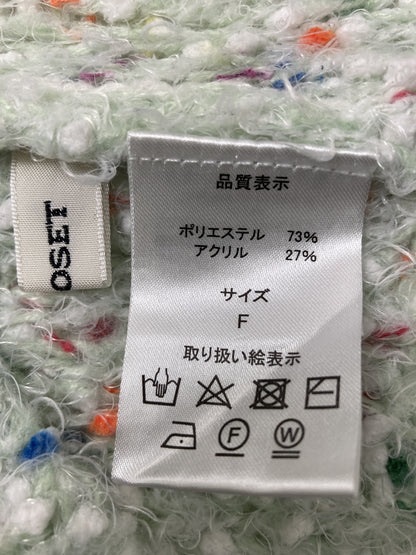 OSET
品質表示
ポリエステル 73%
アクリル 27%
サイズ
F
取り扱い絵表示
F W